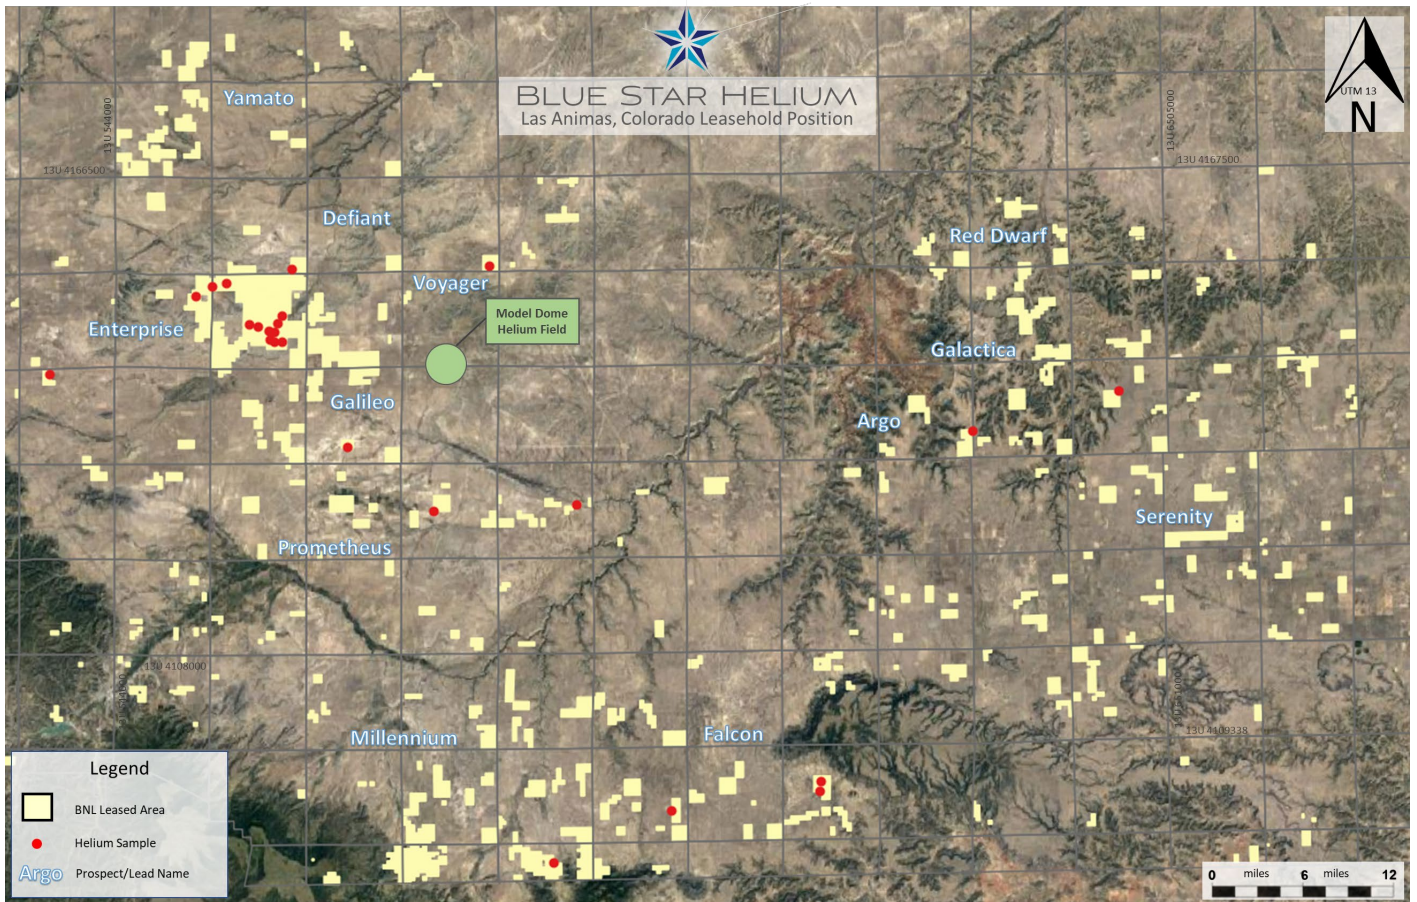 BLUE STAR HELIUM
Las Animas, Colorado Leasehold Position
UTM 13
N
Yamato
13U 544000
13U 4166500
13U 4167500
Defiant
Red Dwarf
Voyager
Model Dome
Helium Field
Enterprise
Galactica
Galileo
Argo
Serenity
Prometheus
13U 4108000
13U 4109338
Millennium
Falcon
Legend
BNL Leased Area
Helium Sample
Argo Prospect/Lead Name
0 miles 6 miles 12